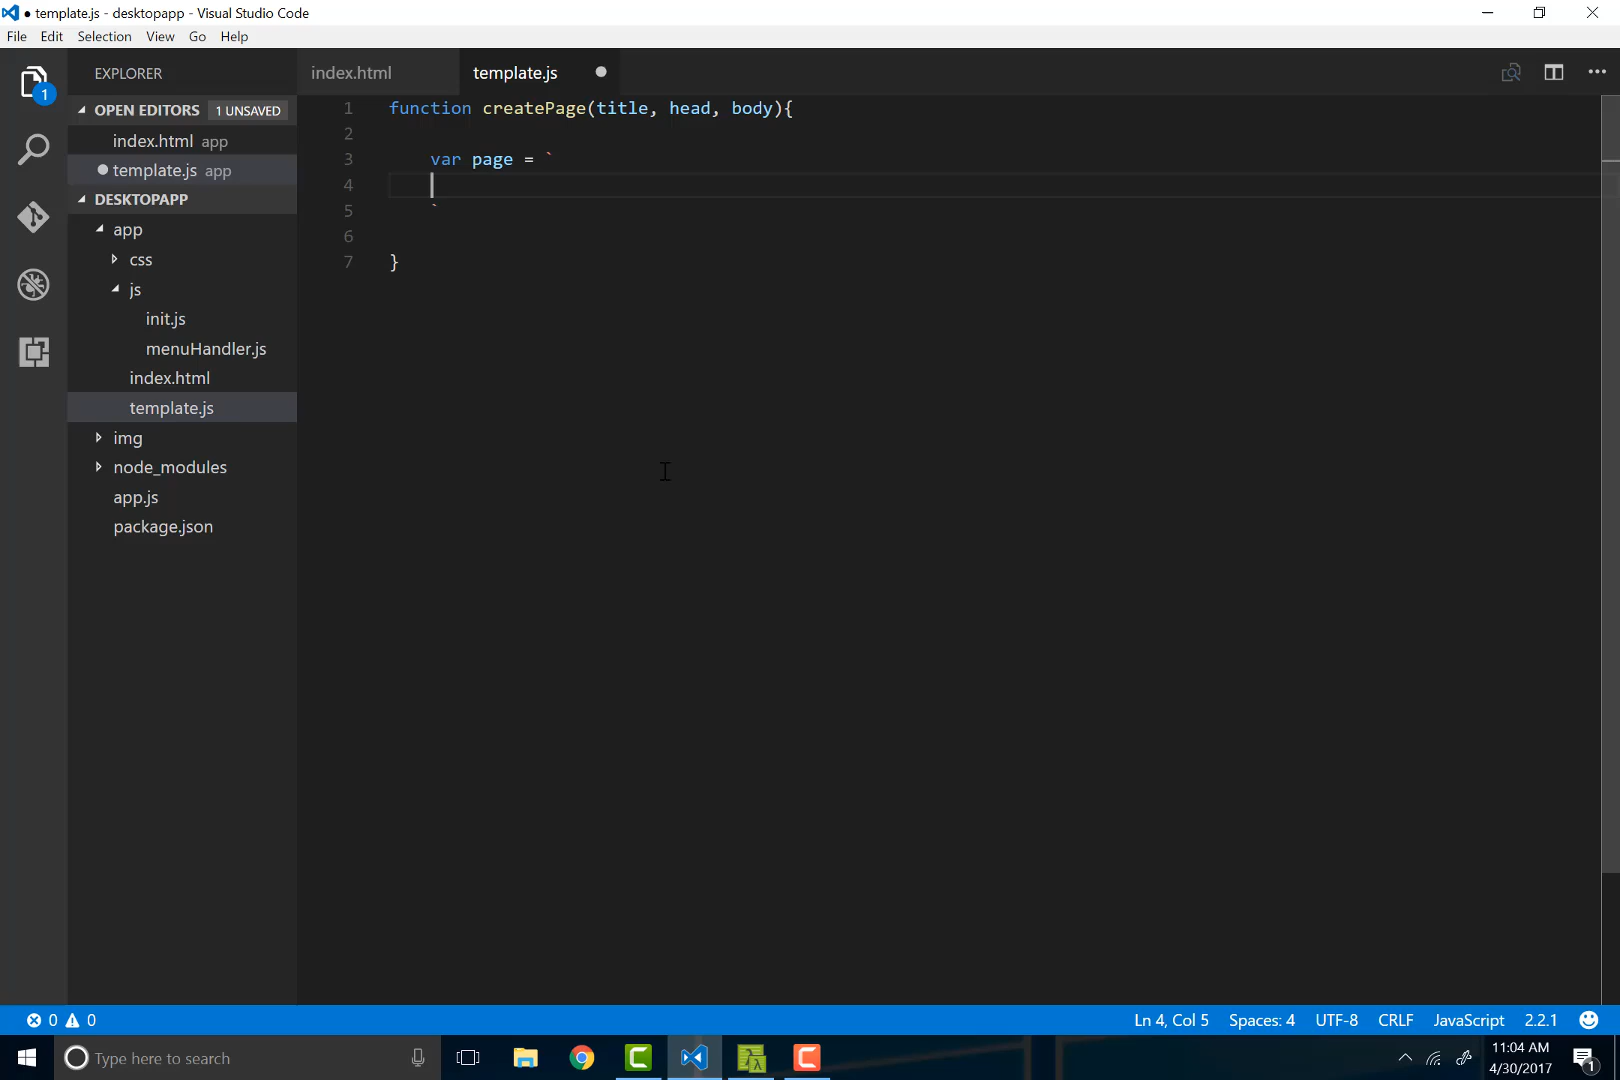 template.js - desktopapp - Visual Studio Code
File Edit Selection View Go Help
EXPLORER
OPEN EDITORS 1 UNSAVED
index.html app
template.js app
DESKTOPAPP
app
css
js
init.js
menuHandler.js
index.html
template.js
img
node_modules
app.js
package.json
1
index.html template.js
1 function createPage(title, head, body){
2
3 var page = `
4
5 `
6
7 }
0 0 Ln 4, Col 5 Spaces: 4 UTF-8 CRLF JavaScript 2.2.1
Type here to search
11:04 AM
4/30/2017
1